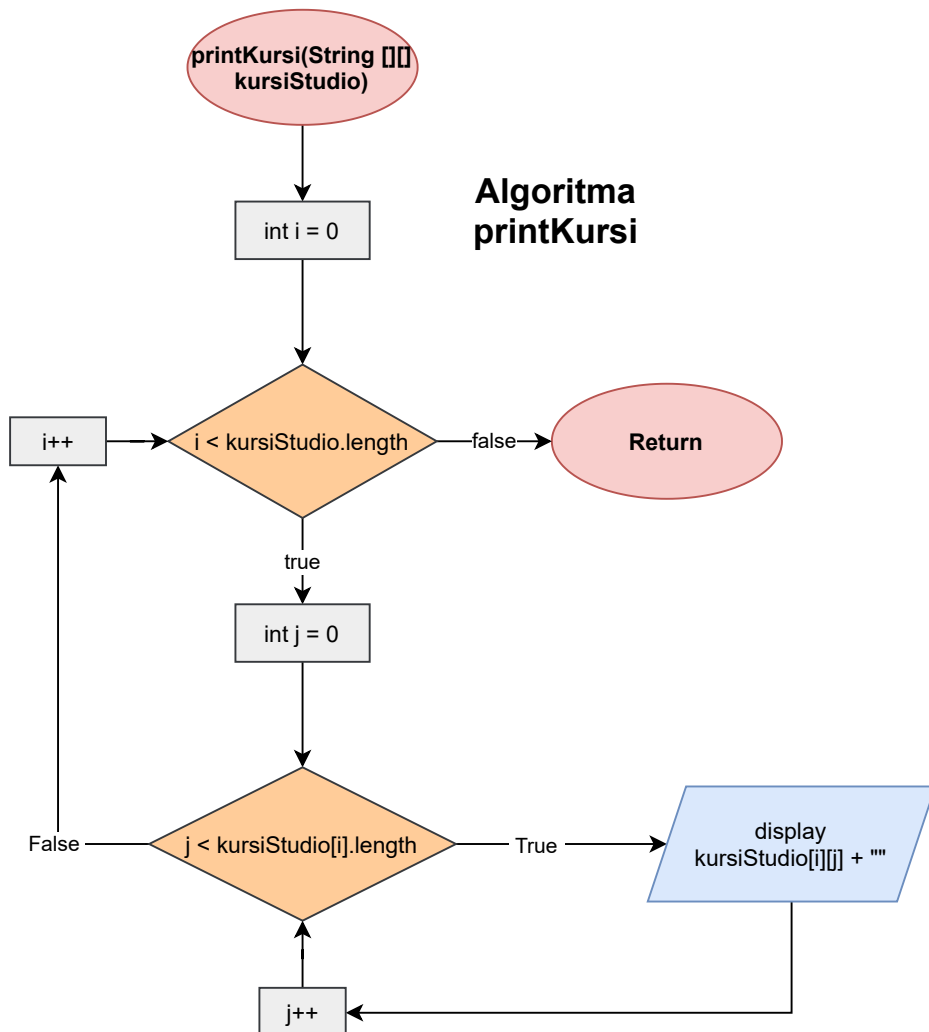 printKursi(String [][]
kursiStudio)
Algoritma
printKursi
int i = 0
i++
i < kursiStudio.length
false
Return
true
int j = 0
False
j < kursiStudio[i].length
True
display
kursiStudio[i][j] + ""
j++